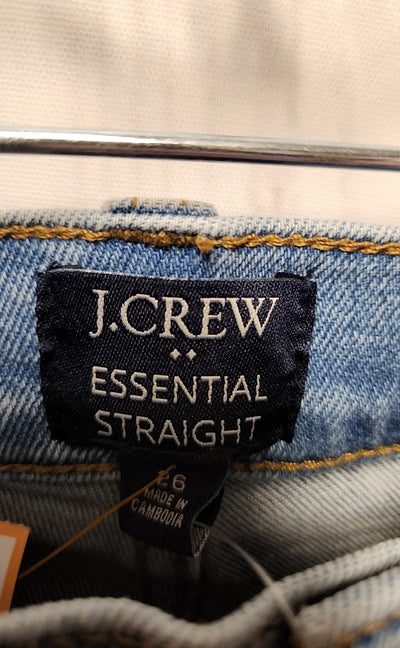 J.CREW
ESSENTIAL
STRAIGHT
26
MADE IN
CAMBODIA